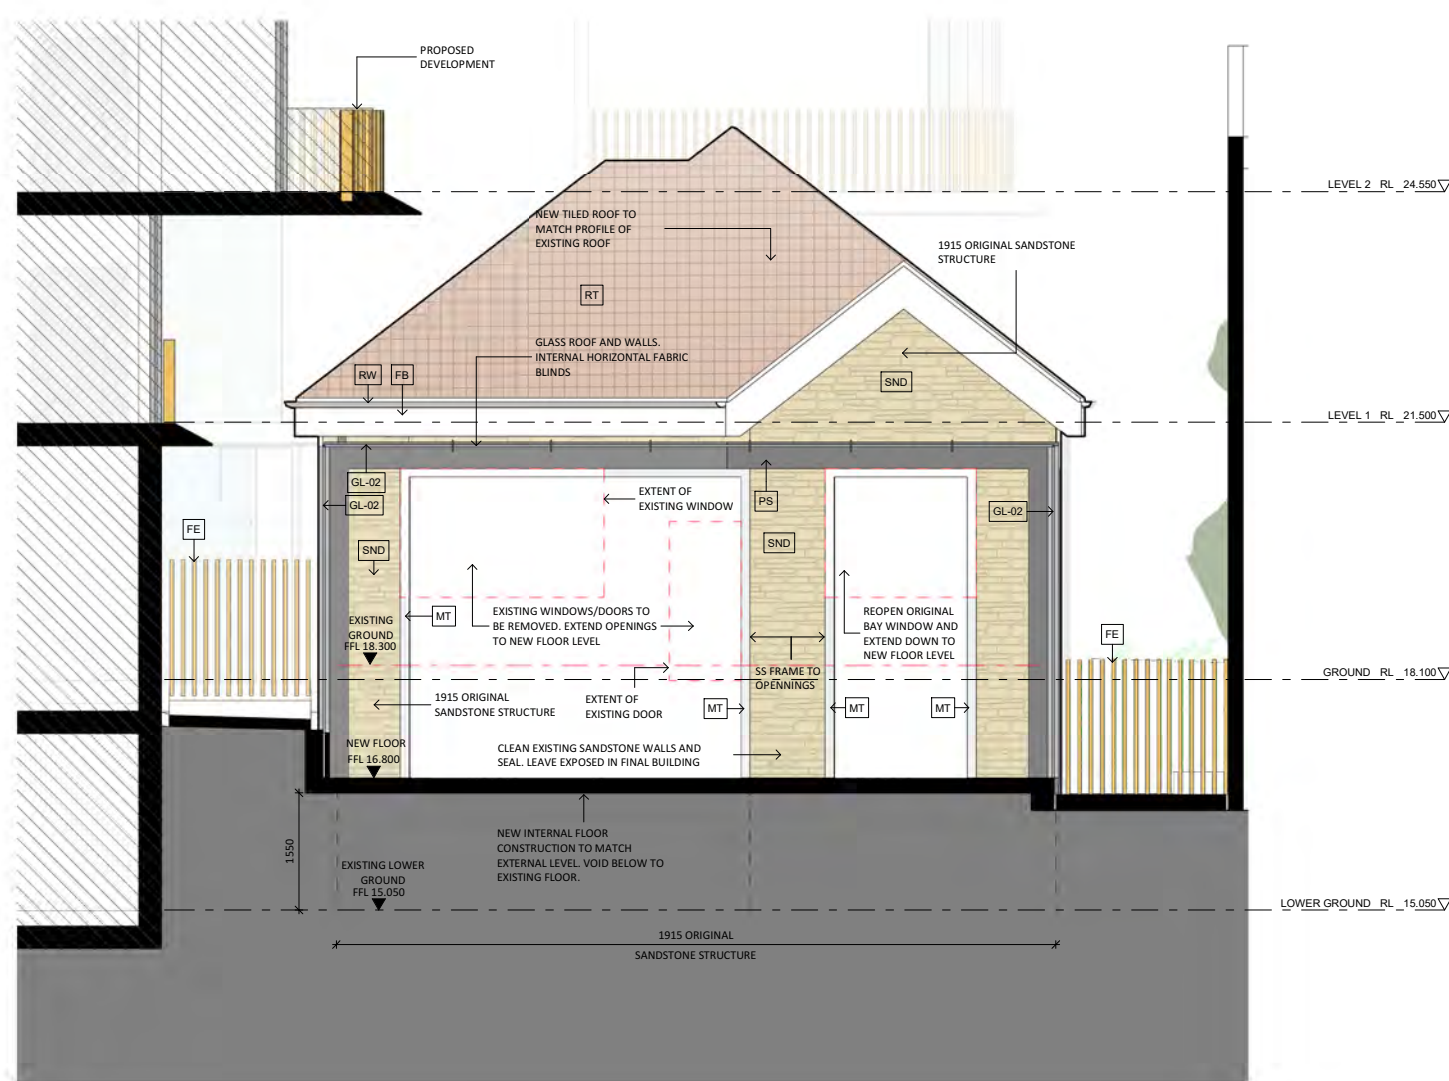 PROPOSED
DEVELOPMENT
LEVEL 2 RL 24.550
NEW TILED ROOF TO
MATCH PROFILE OF
EXISTING ROOF
1915 ORIGINAL SANDSTONE
STRUCTURE
RT
GLASS ROOF AND WALLS.
INTERNAL HORIZONTAL FABRIC
BLINDS
RW
FB
SND
LEVEL 1 RL 21.500
GL-02
GL-02
EXTENT OF
EXISTING WINDOW
PS
GL-02
FE
SND
SND
EXISTING
GROUND
FFL 18.300
MT
EXISTING WINDOWS/DOORS TO
BE REMOVED. EXTEND OPENINGS
TO NEW FLOOR LEVEL
REOPEN ORIGINAL
BAY WINDOW AND
EXTEND DOWN TO
NEW FLOOR LEVEL
FE
SS FRAME TO
OPENNINGS
GROUND RL 18.100
1915 ORIGINAL
SANDSTONE STRUCTURE
EXTENT OF
EXISTING DOOR
MT
MT
MT
NEW FLOOR
FFL 16.800
CLEAN EXISTING SANDSTONE WALLS AND
SEAL. LEAVE EXPOSED IN FINAL BUILDING
1550
NEW INTERNAL FLOOR
CONSTRUCTION TO MATCH
EXTERNAL LEVEL. VOID BELOW TO
EXISTING FLOOR.
EXISTING LOWER
GROUND
FFL 15.050
LOWER GROUND RL 15.050
1915 ORIGINAL
SANDSTONE STRUCTURE